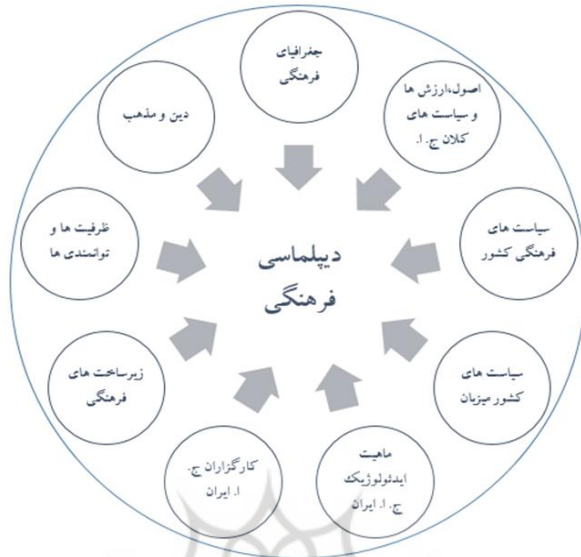 جغرافیای
فرهنگی
اصول،ارزش ها
و سیاست های
کلان ج. ا.
سیاست های
فرهنگی کشور
سیاست های
کشور میزبان
ماهیت
ایدئولوژیک
ج. ا. ایران
کارگزاران ج.
ا. ایران
زیرساخت های
فرهنگی
ظرفیت ها و
توانمندی ها
دین و مذهب
دیپلماسی
فرهنگی